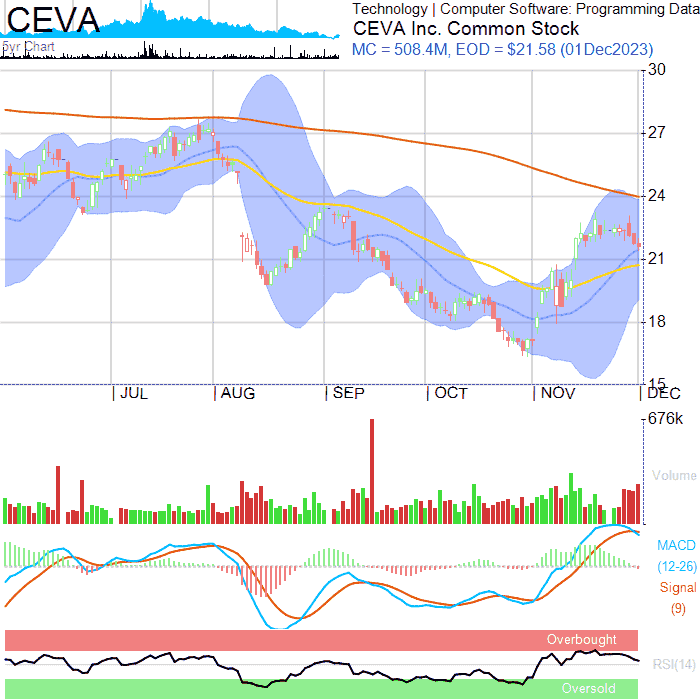 CEVA
5yr Chart
Technology | Computer Software: Programming Data
CEVA Inc. Common Stock
MC = 508.4M, EOD = $21.58 (01Dec2023)
30
27
24
21
18
15
JUL
AUG
SEP
OCT
NOV
DEC
676k
Volume
MACD
(12-26)
Signal
(9)
Overbought
RSI(14)
Oversold